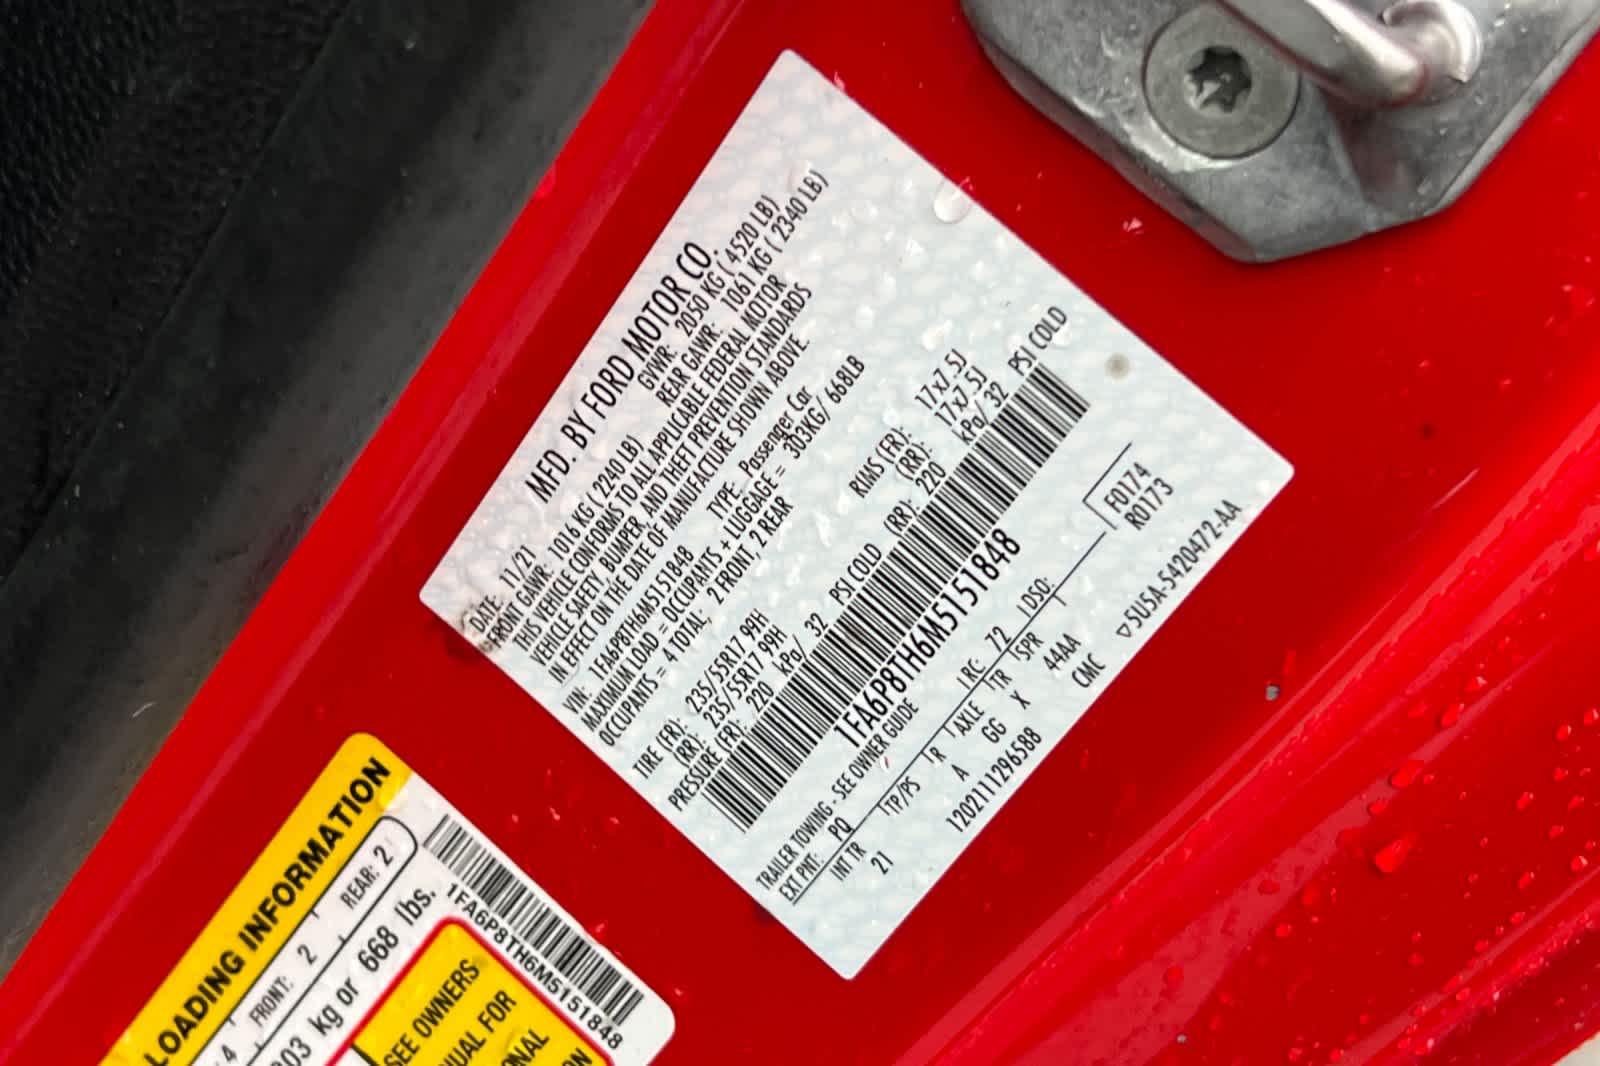 MFD. BY FORD MOTOR CO.
DATE: 11/21 GVWR: 2050 KG ( 4520 LB)
FRONT GAWR: 1016 KG ( 2240 LB) REAR GAWR: 1061 KG ( 2340 LB)
THIS VEHICLE CONFORMS TO ALL APPLICABLE FEDERAL MOTOR
VEHICLE SAFETY, BUMPER, AND THEFT PREVENTION STANDARDS
IN EFFECT ON THE DATE OF MANUFACTURE SHOWN ABOVE.
VIN: 1FA6P8TH6M5151848 TYPE: Passenger Car
MAXIMUM LOAD = OCCUPANTS + LUGGAGE = 303KG/ 668LB
OCCUPANTS = 4 TOTAL, 2 FRONT, 2 REAR
TIRE (FR): 235/55R17 99H RIMS (FR): 17x7.5J
(RR): 235/55R17 99H (RR): 17x7.5J
PRESSURE (FR): 220 kPa/ 32 PSI COLD (RR): 220 kPa/ 32 PSI COLD
1FA6P8TH6M5151848
TRAILER TOWING - SEE OWNER GUIDE
EXT PNT: PQ RC: 72 DSO: F0174
R0173
INT TR TP/PS R AXLE TR SPR
21 A GG X 44AA
1202111296588 CMC
▽5U5A-5420472-AA
LOADING INFORMATION
4 FRONT: 2 REAR: 2
303 kg or 668 lbs.
1FA6P8TH6M5151848
SEE OWNERS
NUAL FOR
ONAL
ON